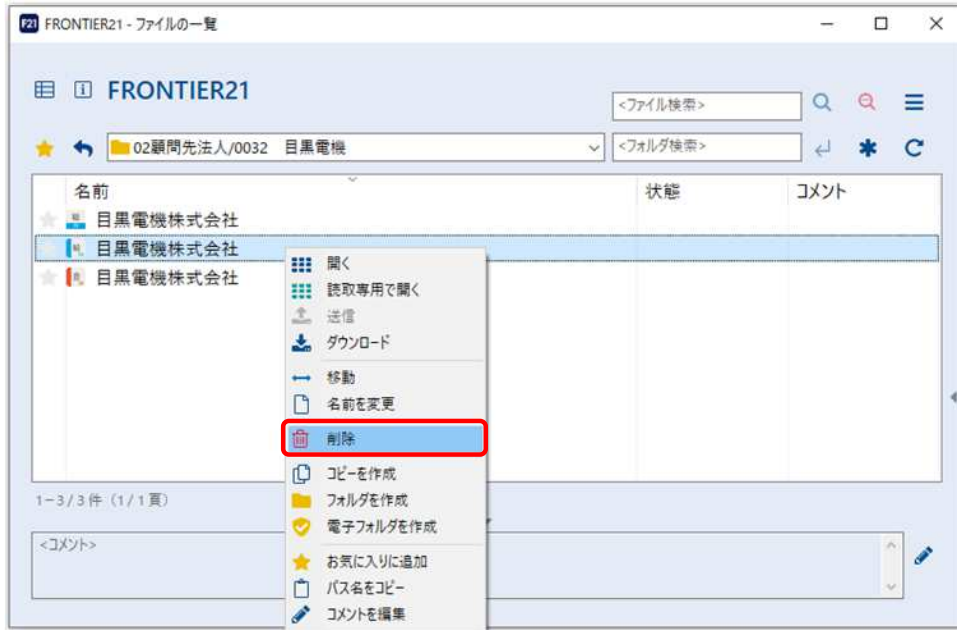 F21 FRONTIER21 - ファイルの一覧
FRONTIER21
<ファイル検索>
02顧問先法人/0032　目黒電機
<フォルダ検索>
名前 状態 コメント
目黒電機株式会社
目黒電機株式会社
目黒電機株式会社
開く
読取専用で開く
送信
ダウンロード
移動
名前を変更
削除
コピーを作成
フォルダを作成
電子フォルダを作成
お気に入りに追加
パス名をコピー
コメントを編集
1-3/3件 (1/1頁)
<コメント>